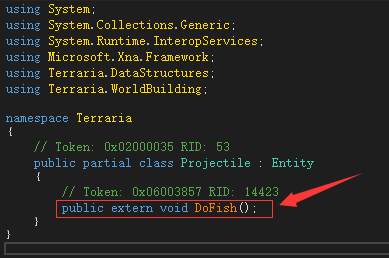 using System;
using System.Collections.Generic;
using System.Runtime.InteropServices;
using Microsoft.Xna.Framework;
using Terraria.DataStructures;
using Terraria.WorldBuilding;
namespace Terraria
{
// Token: 0x02000035 RID: 53
public partial class Projectile : Entity
{
// Token: 0x06003857 RID: 14423
public extern void DoFish();
}
}